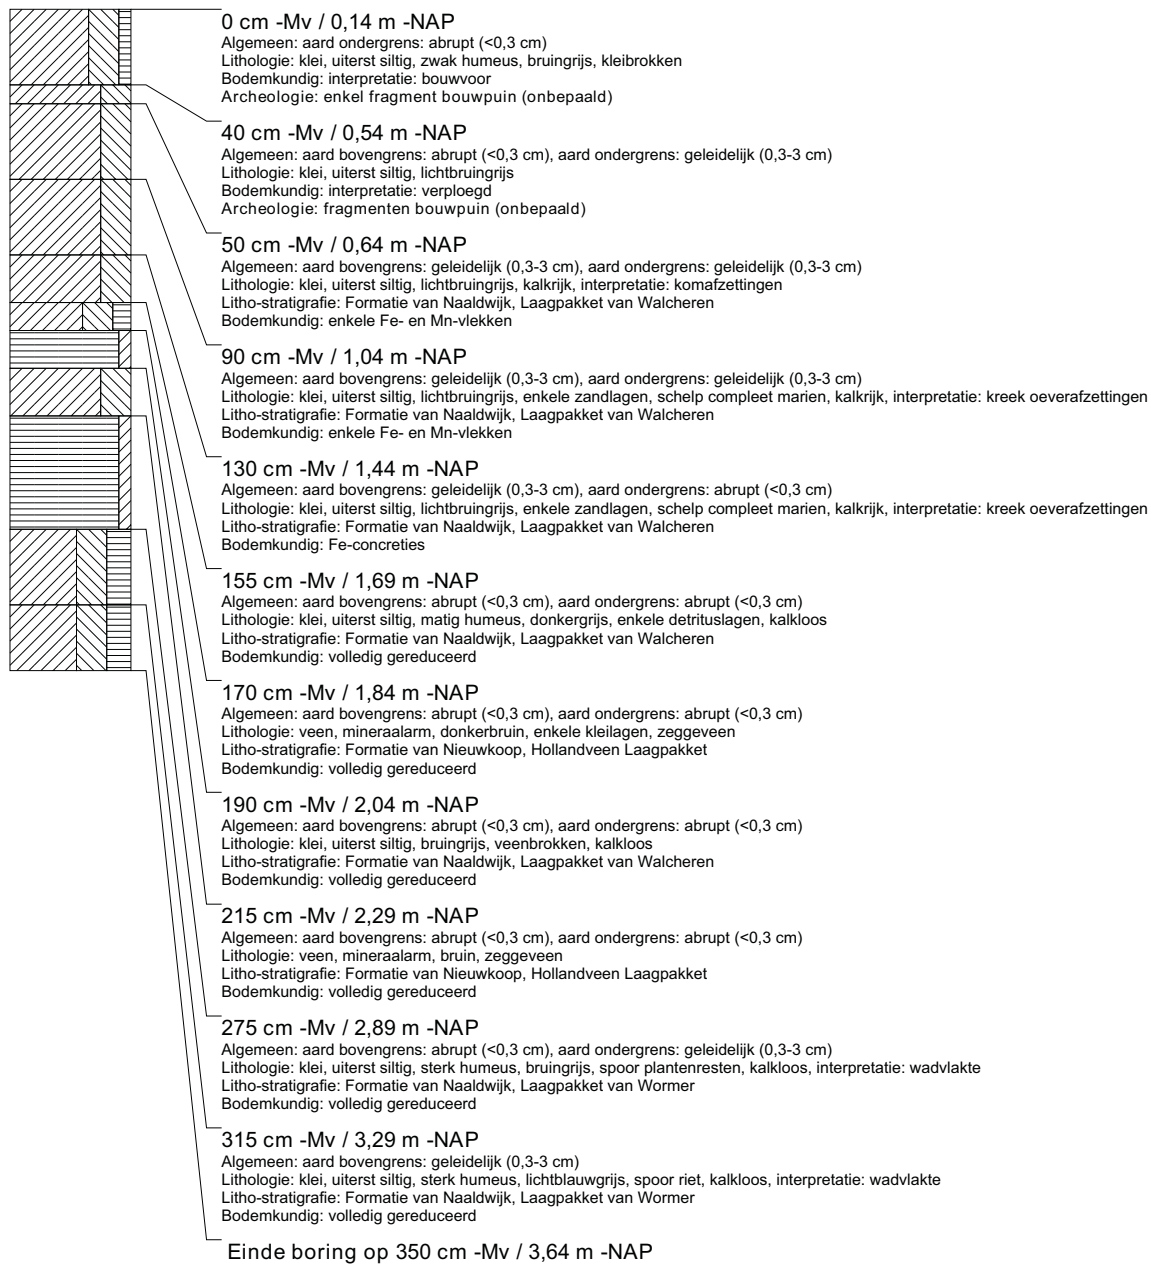 0 cm -Mv / 0,14 m -NAP
Algemeen: aard ondergrens: abrupt (<0,3 cm)
Lithologie: klei, uiterst siltig, zwak humeus, bruingrijs, kleibrokken
Bodemkundig: interpretatie: bouwvoor
Archeologie: enkel fragment bouwpuin (onbepaald)
40 cm -Mv / 0,54 m -NAP
Algemeen: aard bovengrens: abrupt (<0,3 cm), aard ondergrens: geleidelijk (0,3-3 cm)
Lithologie: klei, uiterst siltig, lichtbruingrijs
Bodemkundig: interpretatie: verploegd
Archeologie: fragmenten bouwpuin (onbepaald)
50 cm -Mv / 0,64 m -NAP
Algemeen: aard bovengrens: geleidelijk (0,3-3 cm), aard ondergrens: geleidelijk (0,3-3 cm)
Lithologie: klei, uiterst siltig, lichtbruingrijs, kalkrijk, interpretatie: komafzettingen
Litho-stratigrafie: Formatie van Naaldwijk, Laagpakket van Walcheren
Bodemkundig: enkele Fe- en Mn-vlekken
90 cm -Mv / 1,04 m -NAP
Algemeen: aard bovengrens: geleidelijk (0,3-3 cm), aard ondergrens: geleidelijk (0,3-3 cm)
Lithologie: klei, uiterst siltig, lichtbruingrijs, enkele zandlagen, schelp compleet marien, kalkrijk, interpretatie: kreek oeverafzettingen
Litho-stratigrafie: Formatie van Naaldwijk, Laagpakket van Walcheren
Bodemkundig: enkele Fe- en Mn-vlekken
130 cm -Mv / 1,44 m -NAP
Algemeen: aard bovengrens: geleidelijk (0,3-3 cm), aard ondergrens: abrupt (<0,3 cm)
Lithologie: klei, uiterst siltig, lichtbruingrijs, enkele zandlagen, schelp compleet marien, kalkrijk, interpretatie: kreek oeverafzettingen
Litho-stratigrafie: Formatie van Naaldwijk, Laagpakket van Walcheren
Bodemkundig: Fe-concreties
155 cm -Mv / 1,69 m -NAP
Algemeen: aard bovengrens: abrupt (<0,3 cm), aard ondergrens: abrupt (<0,3 cm)
Lithologie: klei, uiterst siltig, matig humeus, donkergrijs, enkele detrituslagen, kalkloos
Litho-stratigrafie: Formatie van Naaldwijk, Laagpakket van Walcheren
Bodemkundig: volledig gereduceerd
170 cm -Mv / 1,84 m -NAP
Algemeen: aard bovengrens: abrupt (<0,3 cm), aard ondergrens: abrupt (<0,3 cm)
Lithologie: veen, mineraalarm, donkerbruin, enkele kleilagen, zeggeveen
Litho-stratigrafie: Formatie van Nieuwkoop, Hollandveen Laagpakket
Bodemkundig: volledig gereduceerd
190 cm -Mv / 2,04 m -NAP
Algemeen: aard bovengrens: abrupt (<0,3 cm), aard ondergrens: abrupt (<0,3 cm)
Lithologie: klei, uiterst siltig, bruingrijs, veenbrokken, kalkloos
Litho-stratigrafie: Formatie van Naaldwijk, Laagpakket van Walcheren
Bodemkundig: volledig gereduceerd
215 cm -Mv / 2,29 m -NAP
Algemeen: aard bovengrens: abrupt (<0,3 cm), aard ondergrens: abrupt (<0,3 cm)
Lithologie: veen, mineraalarm, bruin, zeggeveen
Litho-stratigrafie: Formatie van Nieuwkoop, Hollandveen Laagpakket
Bodemkundig: volledig gereduceerd
275 cm -Mv / 2,89 m -NAP
Algemeen: aard bovengrens: abrupt (<0,3 cm), aard ondergrens: geleidelijk (0,3-3 cm)
Lithologie: klei, uiterst siltig, sterk humeus, bruingrijs, spoor plantenresten, kalkloos, interpretatie: wadvlakte
Litho-stratigrafie: Formatie van Naaldwijk, Laagpakket van Wormer
Bodemkundig: volledig gereduceerd
315 cm -Mv / 3,29 m -NAP
Algemeen: aard bovengrens: geleidelijk (0,3-3 cm)
Lithologie: klei, uiterst siltig, sterk humeus, lichtblauwgrijs, spoor riet, kalkloos, interpretatie: wadvlakte
Litho-stratigrafie: Formatie van Naaldwijk, Laagpakket van Wormer
Bodemkundig: volledig gereduceerd
Einde boring op 350 cm -Mv / 3,64 m -NAP